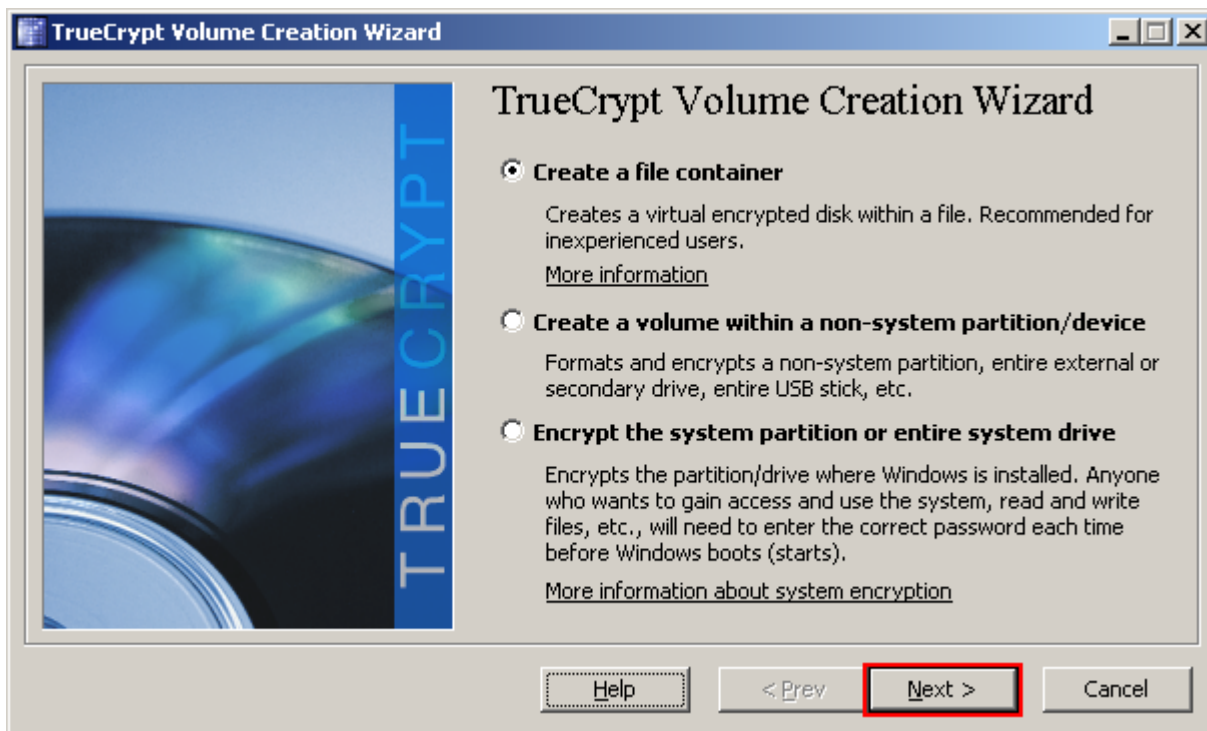 TrueCrypt Volume Creation Wizard
TRUECRYPT
TrueCrypt Volume Creation Wizard
Create a file container
Creates a virtual encrypted disk within a file. Recommended for
inexperienced users.
More information
Create a volume within a non-system partition/device
Formats and encrypts a non-system partition, entire external or
secondary drive, entire USB stick, etc.
Encrypt the system partition or entire system drive
Encrypts the partition/drive where Windows is installed. Anyone
who wants to gain access and use the system, read and write
files, etc., will need to enter the correct password each time
before Windows boots (starts).
More information about system encryption
Help < Prev Next > Cancel